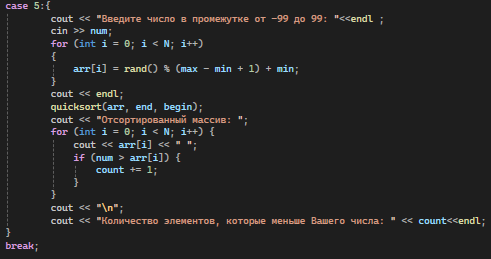 case 5:{
cout << "Введите число в промежутке от -99 до 99: "<<endl ;
cin >> num;
for (int i = 0; i < N; i++)
{
arr[i] = rand() % (max - min + 1) + min;
}
cout << endl;
quicksort(arr, end, begin);
cout << "Отсортированный массив: ";
for (int i = 0; i < N; i++) {
cout << arr[i] << " ";
if (num > arr[i]) {
count += 1;
}
}
cout << "\n";
cout << "Количество элементов, которые меньше Вашего числа: " << count<<endl;
}
break;